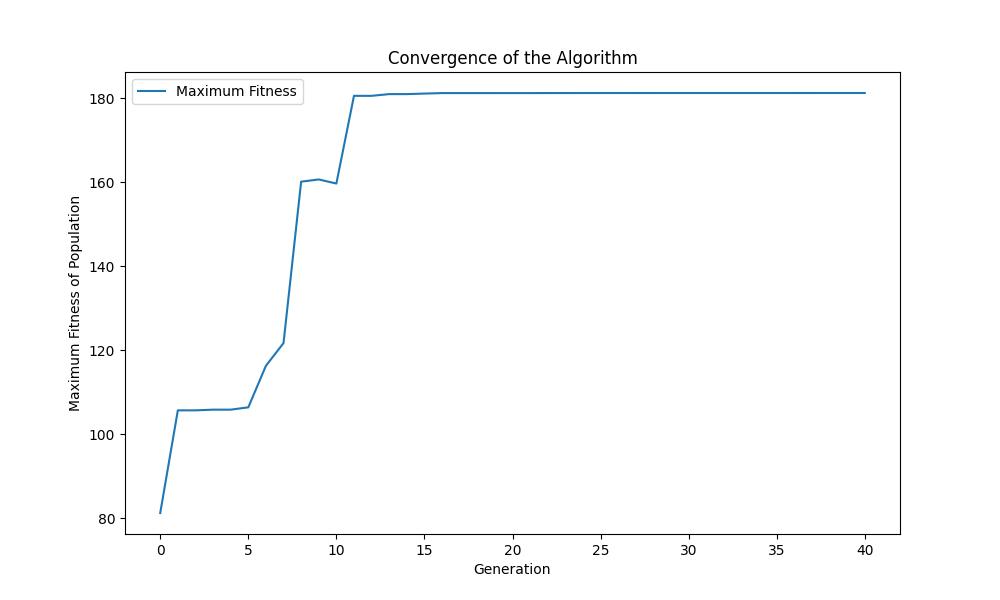 Convergence of the Algorithm
Maximum Fitness
Maximum Fitness of Population
180
160
140
120
100
80
0 5 10 15 20 25 30 35 40
Generation